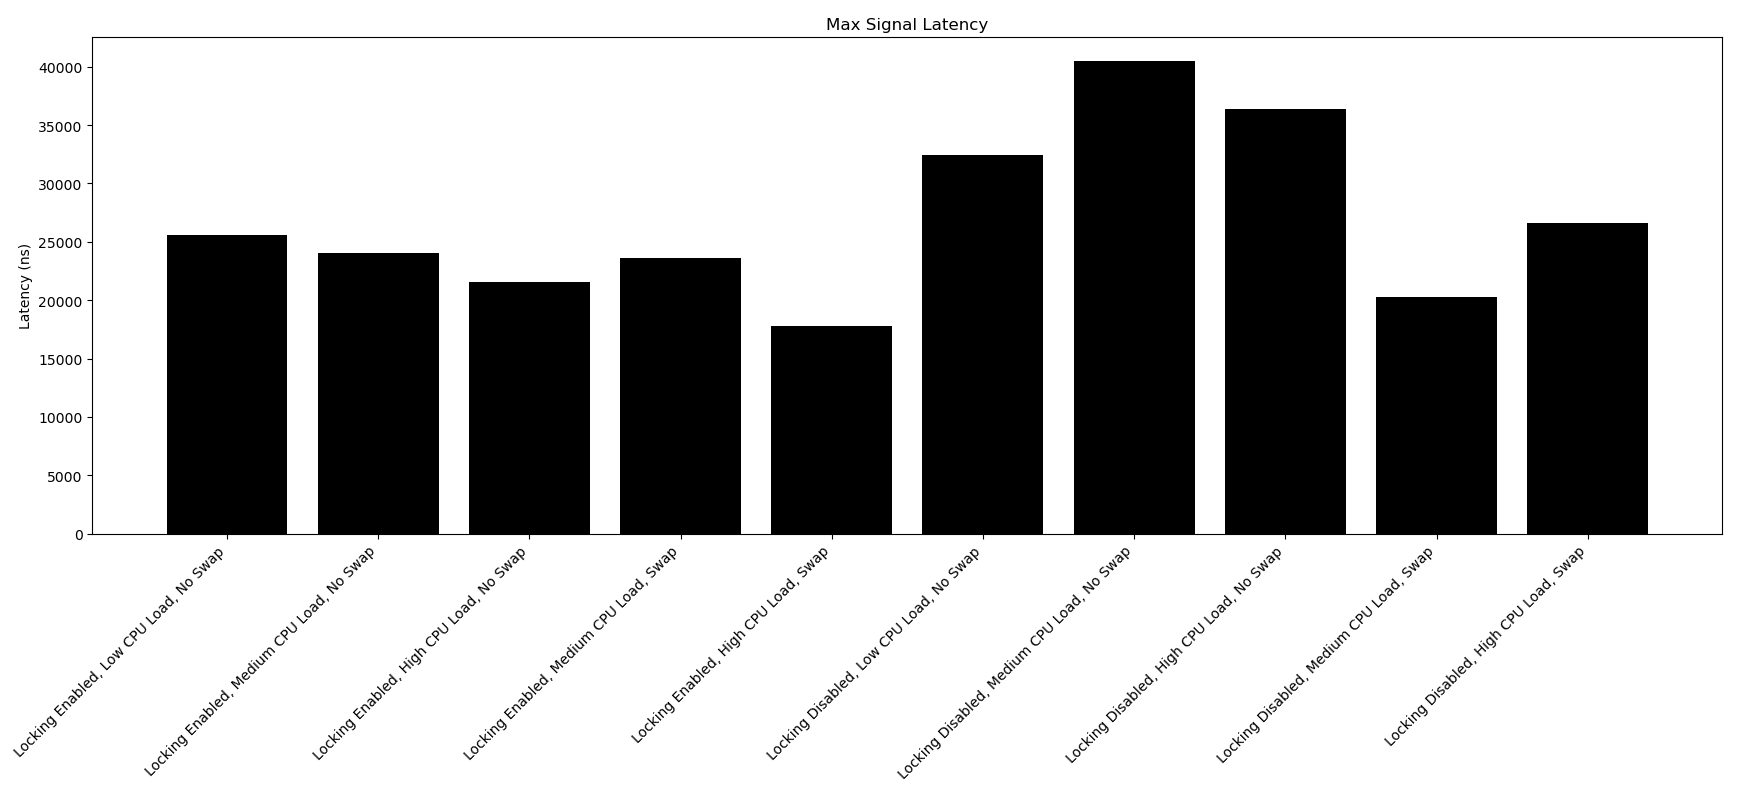 Max Signal Latency
Latency (ns)
40000
35000
30000
25000
20000
15000
10000
5000
0
Locking Enabled, Low CPU Load, No Swap
Locking Enabled, Medium CPU Load, No Swap
Locking Enabled, High CPU Load, No Swap
Locking Enabled, Medium CPU Load, Swap
Locking Enabled, High CPU Load, Swap
Locking Disabled, Low CPU Load, No Swap
Locking Disabled, Medium CPU Load, No Swap
Locking Disabled, High CPU Load, No Swap
Locking Disabled, Medium CPU Load, Swap
Locking Disabled, High CPU Load, Swap